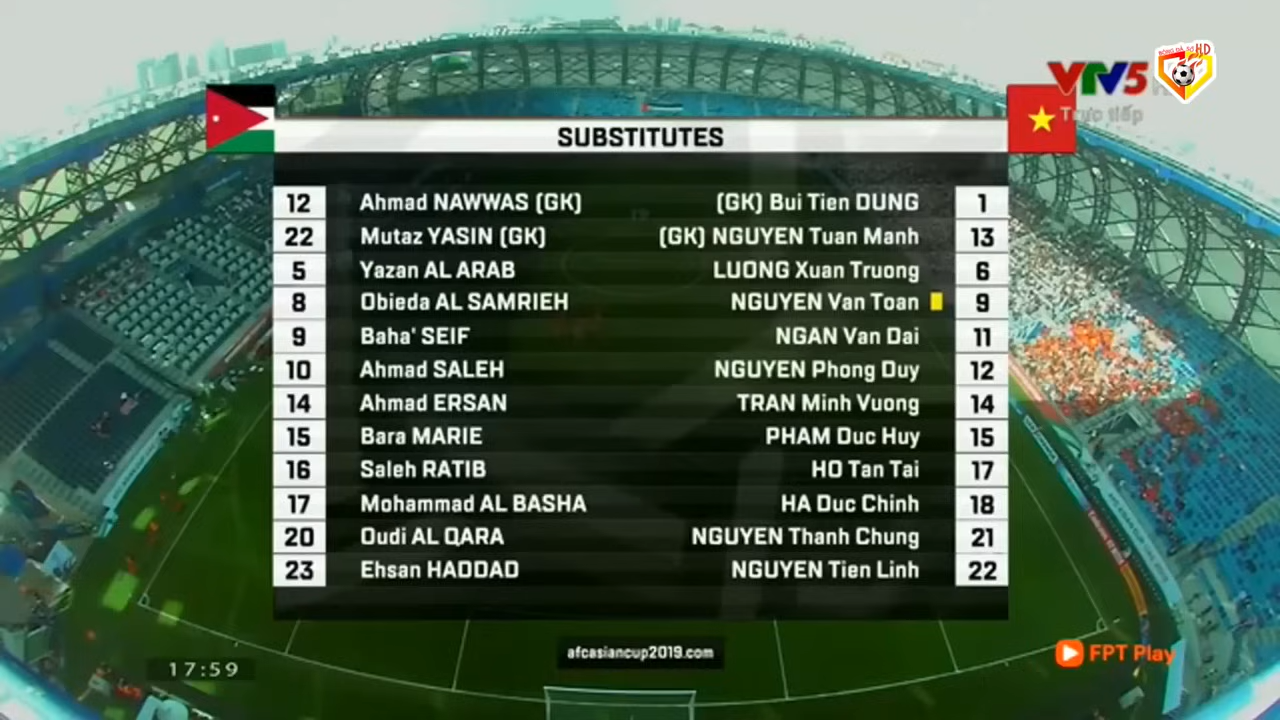 VTV5
BÓNG ĐÁ SỐ HD
Trực tiếp
SUBSTITUTES
12 Ahmad NAWWAS (GK) (GK) Bui Tien DUNG 1
22 Mutaz YASIN (GK) (GK) NGUYEN Tuan Manh 13
5 Yazan AL ARAB LUONG Xuan Truong 6
8 Obieda AL SAMRIEH NGUYEN Van Toan 9
9 Baha' SEIF NGAN Van Dai 11
10 Ahmad SALEH NGUYEN Phong Duy 12
14 Ahmad ERSAN TRAN Minh Vuong 14
15 Bara MARIE PHAM Duc Huy 15
16 Saleh RATIB HO Tan Tai 17
17 Mohammad AL BASHA HA Duc Chinh 18
20 Oudi AL QARA NGUYEN Thanh Chung 21
23 Ehsan HADDAD NGUYEN Tien Linh 22
afcasiancup2019.com
FPT Play
17:59